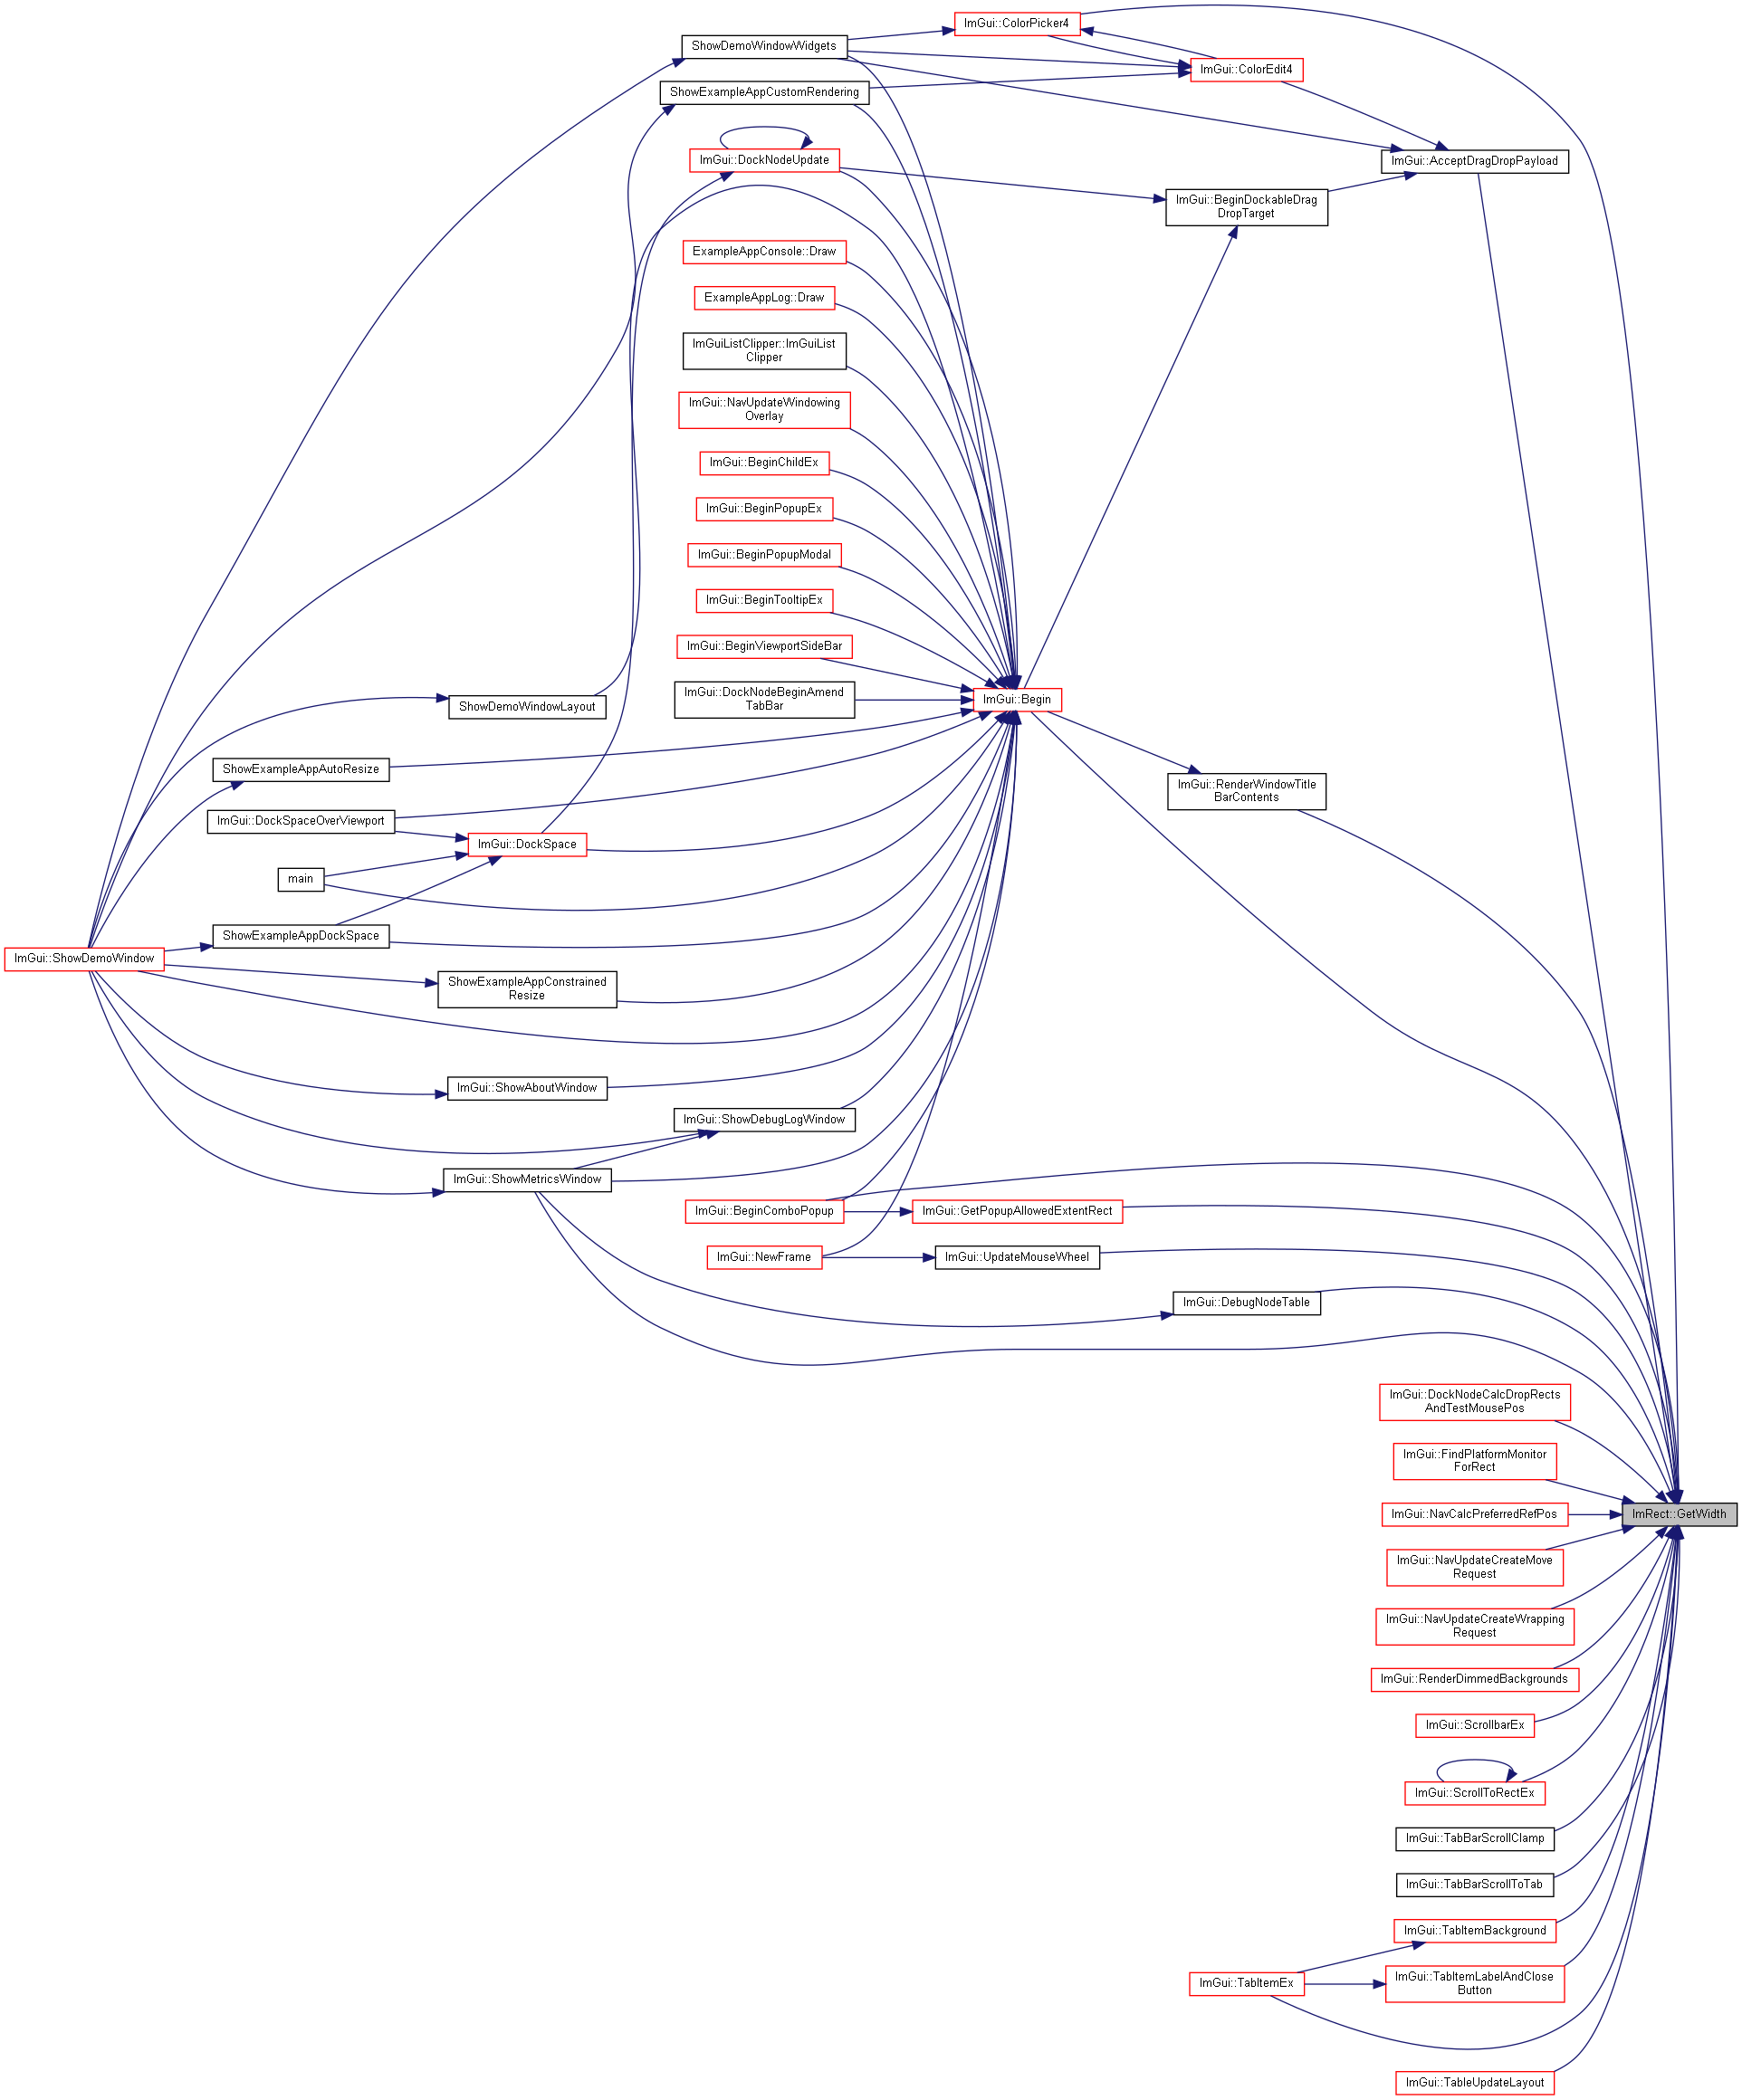 ImGui::ColorPicker4
ShowDemoWindowWidgets
ImGui::ColorEdit4
ShowExampleAppCustomRendering
ImGui::DockNodeUpdate
ImGui::AcceptDragDropPayload
ImGui::BeginDockableDrag
DropTarget
ExampleAppConsole::Draw
ExampleAppLog::Draw
ImGuiListClipper::ImGuiList
Clipper
ImGui::NavUpdateWindowing
Overlay
ImGui::BeginChildEx
ImGui::BeginPopupEx
ImGui::BeginPopupModal
ImGui::BeginTooltipEx
ImGui::BeginViewportSideBar
ImGui::DockNodeBeginAmend
TabBar
ImGui::Begin
ShowDemoWindowLayout
ShowExampleAppAutoResize
ImGui::RenderWindowTitle
BarContents
ImGui::DockSpaceOverViewport
ImGui::DockSpace
main
ShowExampleAppDockSpace
ImGui::ShowDemoWindow
ShowExampleAppConstrained
Resize
ImGui::ShowAboutWindow
ImGui::ShowDebugLogWindow
ImGui::ShowMetricsWindow
ImGui::BeginComboPopup
ImGui::GetPopupAllowedExtentRect
ImGui::NewFrame
ImGui::UpdateMouseWheel
ImGui::DebugNodeTable
ImGui::DockNodeCalcDropRects
AndTestMousePos
ImGui::FindPlatformMonitor
ForRect
ImGui::NavCalcPreferredRefPos
ImRect::GetWidth
ImGui::NavUpdateCreateMove
Request
ImGui::NavUpdateCreateWrapping
Request
ImGui::RenderDimmedBackgrounds
ImGui::ScrollbarEx
ImGui::ScrollToRectEx
ImGui::TabBarScrollClamp
ImGui::TabBarScrollToTab
ImGui::TabItemBackground
ImGui::TabItemEx
ImGui::TabItemLabelAndClose
Button
ImGui::TableUpdateLayout